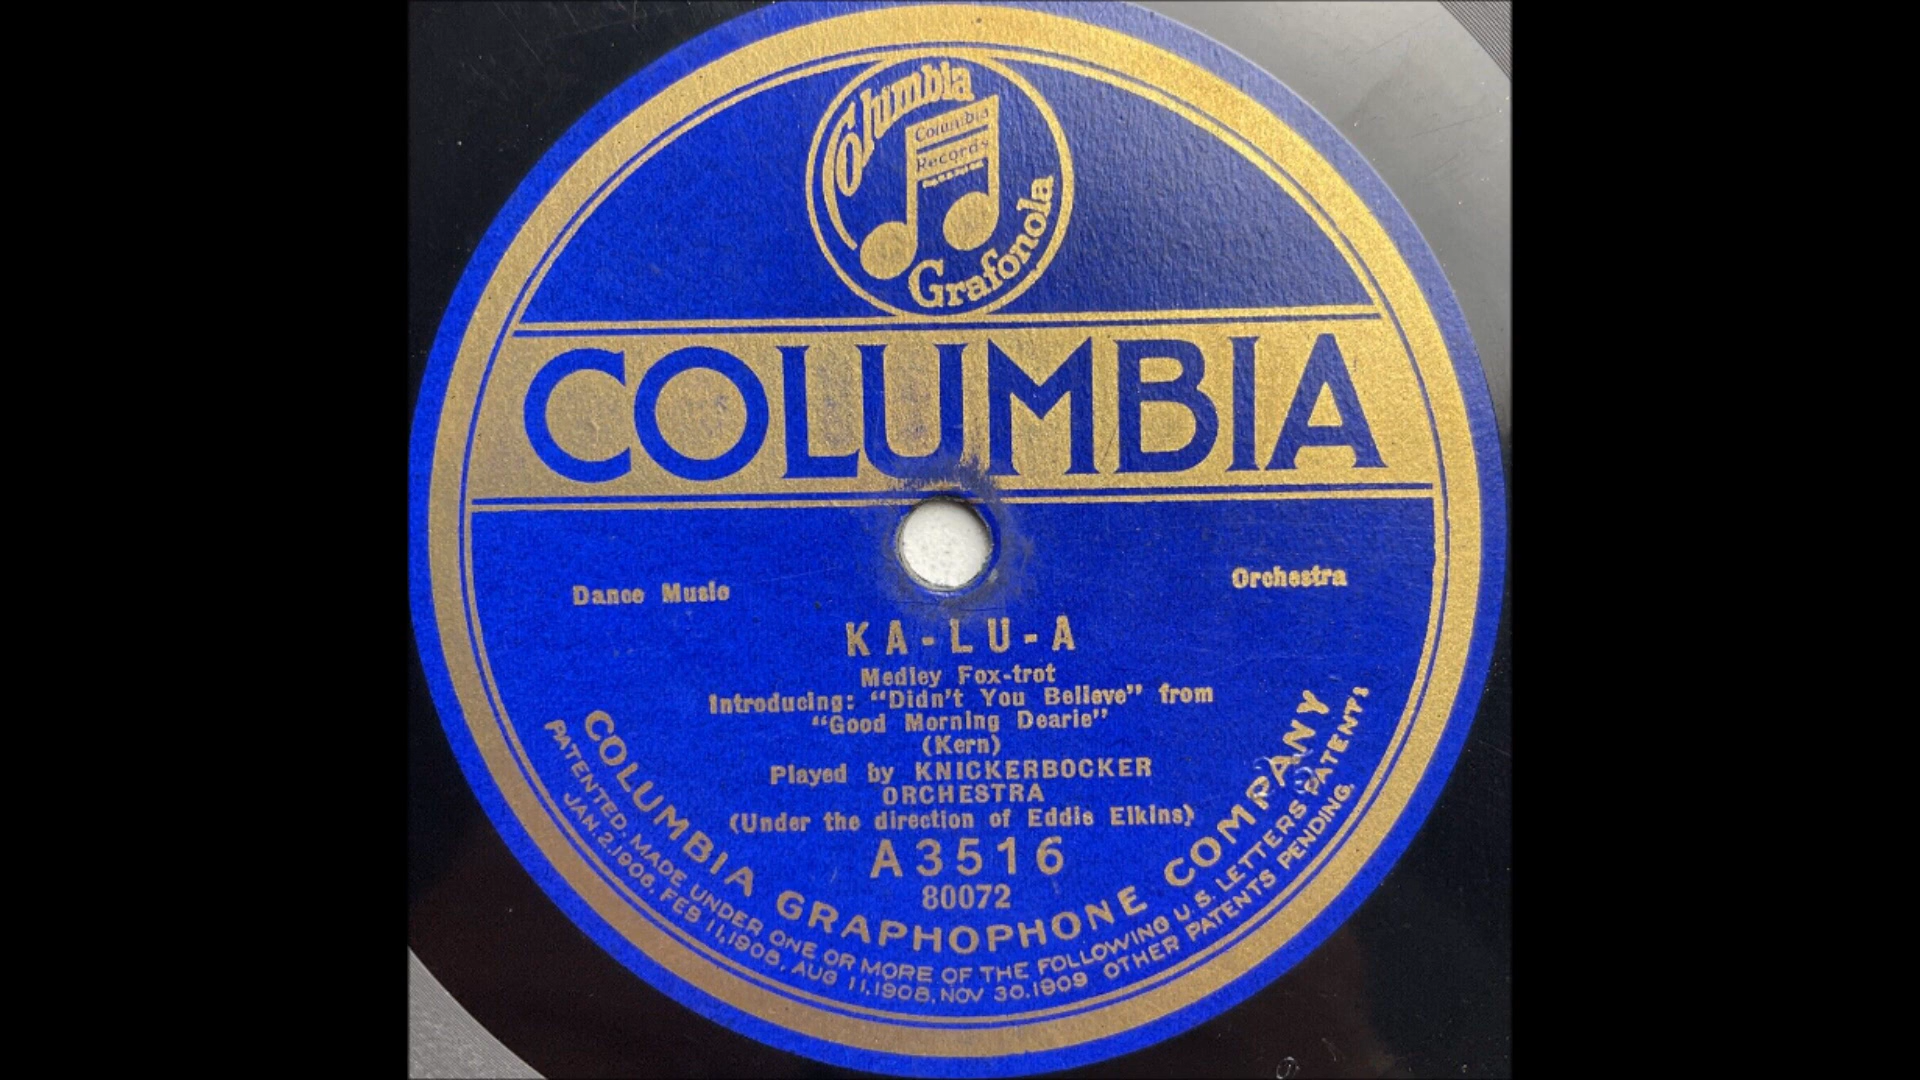 Columbia
Columbia
Records
Grafonola
COLUMBIA
Dance Music
Orchestra
KA-LU-A
Medley Fox-trot
Introducing: "Didn't You Believe" from
"Good Morning Dearie"
(Kern)
Played by KNICKERBOCKER
ORCHESTRA
(Under the direction of Eddie Elkins)
A3516
80072
COLUMBIA GRAPHOPHONE COMPANY
PATENTED. MADE UNDER ONE OR MORE OF THE FOLLOWING U.S. LETTERS PATENT:
JAN.2,1906, FEB 11,1908, AUG 11,1908, NOV 30,1909 OTHER PATENTS PENDING.